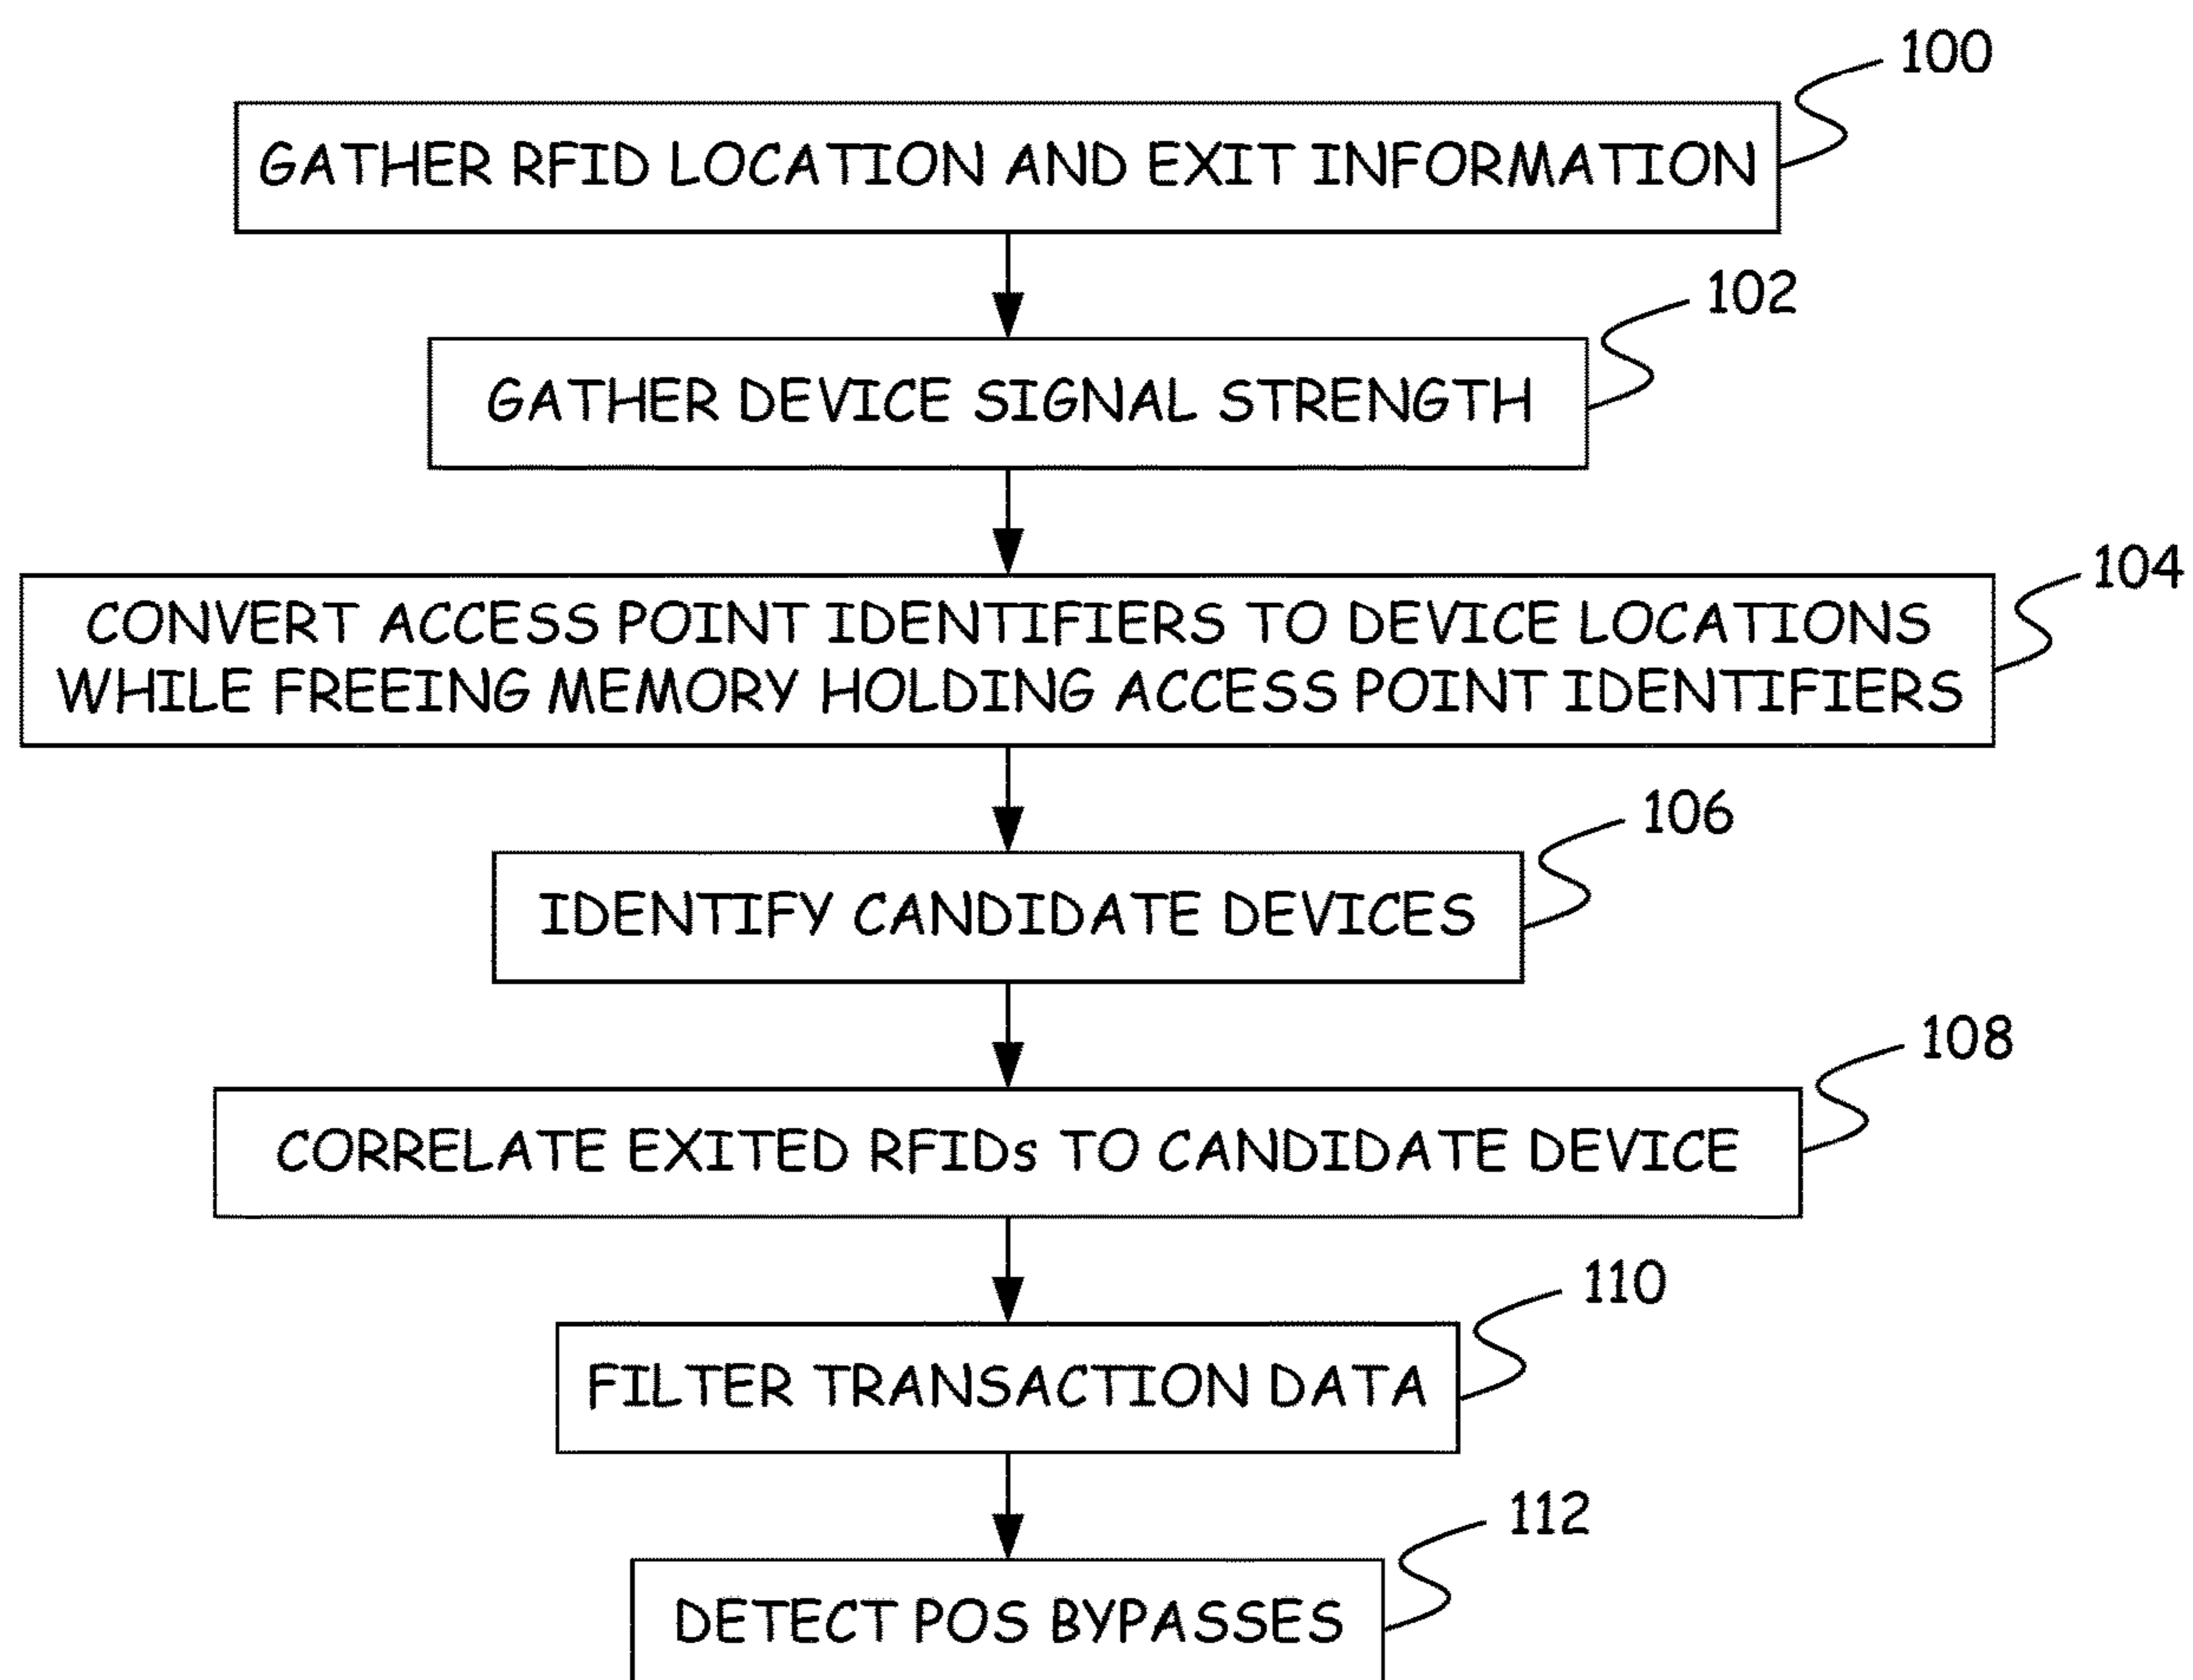 100
GATHER RFID LOCATION AND EXIT INFORMATION
102
GATHER DEVICE SIGNAL STRENGTH
104
CONVERT ACCESS POINT IDENTIFIERS TO DEVICE LOCATIONS
WHILE FREEING MEMORY HOLDING ACCESS POINT IDENTIFIERS
106
IDENTIFY CANDIDATE DEVICES
108
CORRELATE EXITED RFIDs TO CANDIDATE DEVICE
110
FILTER TRANSACTION DATA
112
DETECT POS BYPASSES